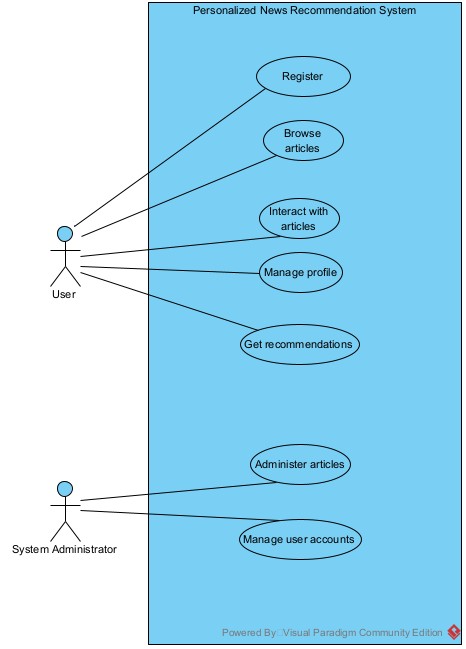 Personalized News Recommendation System
Register
Browse
articles
Interact with
articles
Manage profile
User
Get recommendations
Administer articles
Manage user accounts
System Administrator
Powered By: Visual Paradigm Community Edition